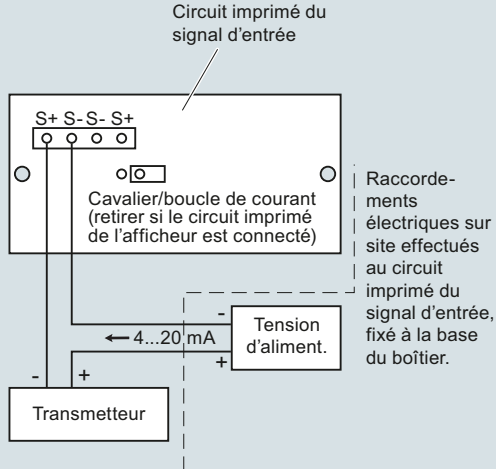 Circuit imprimé du
signal d’entrée
S+ S- S- S+
Cavalier/boucle de courant
(retirer si le circuit imprimé
de l’afficheur est connecté)
Raccorde-
ments
électriques sur
site effectués
au circuit
imprimé du
signal d’entrée,
fixé à la base
du boîtier.
-
Tension
d’aliment.
4...20 mA
+
- +
Transmetteur